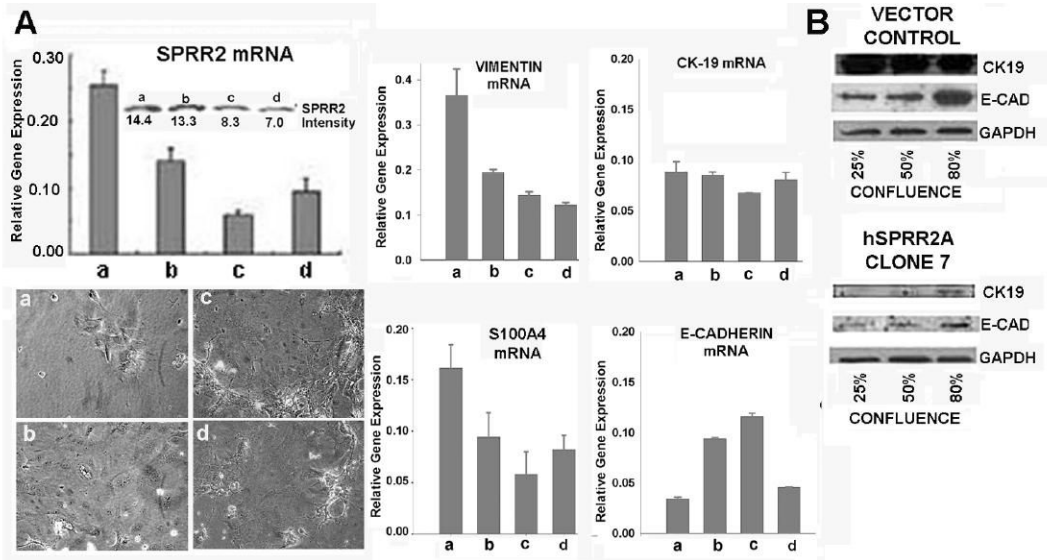 A
SPRR2 mRNA
Relative Gene Expression
0.30
0.20
0.10
0.00
a b c d
SPRR2
14.4 13.3 8.3 7.0 Intensity
a b c d
VIMENTIN
mRNA
Relative Gene Expression
0.4
0.3
0.2
0.1
0.0
a b c d
CK-19 mRNA
Relative Gene Expression
0.20
0.15
0.10
0.05
0.00
a b c d
a
c
b
d
S100A4
mRNA
Relative Gene Expression
0.20
0.15
0.10
0.05
0.00
a b c d
E-CADHERIN
mRNA
Relative Gene Expression
0.20
0.15
0.10
0.05
0.00
a b c d
B
VECTOR
CONTROL
CK19
E-CAD
GAPDH
25% 50% 80%
CONFLUENCE
hSPRR2A
CLONE 7
CK19
E-CAD
GAPDH
25% 50% 80%
CONFLUENCE